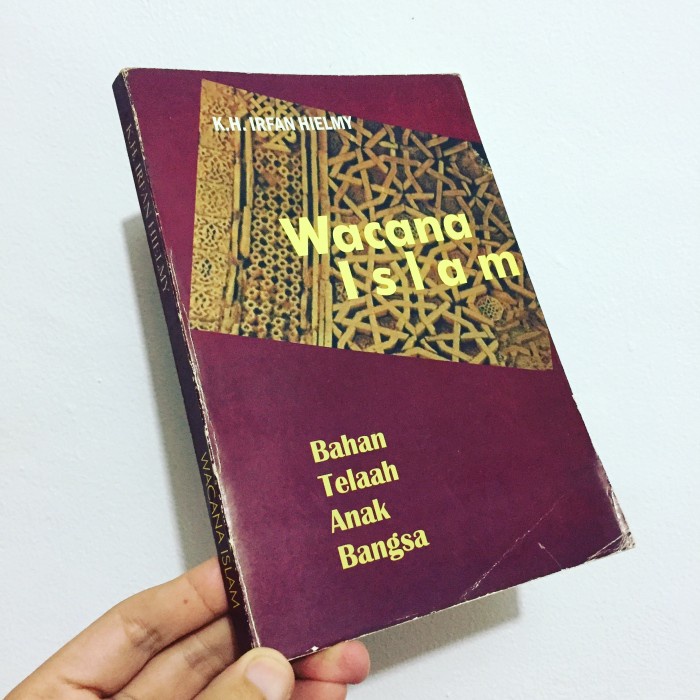 K.H. IRFAN HIELMY
Wacana
Islam
Bahan
Telaah
Anak
Bangsa
K.H. IRFAN HIELMY
WACANA ISLAM